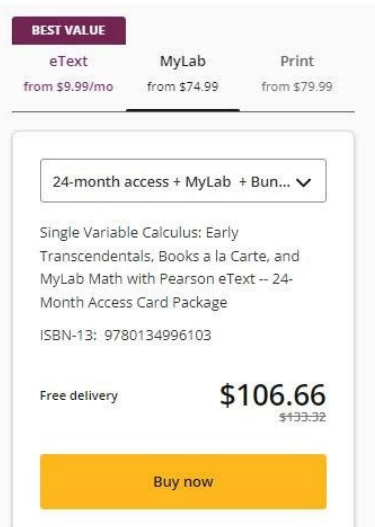 BEST VALUE
eText MyLab Print
from $9.99/mo from $74.99 from $79.99
24-month access + MyLab + Bun...
Single Variable Calculus: Early
Transcendentals, Books a la Carte, and
MyLab Math with Pearson eText -- 24-
Month Access Card Package
ISBN-13: 9780134996103
Free delivery $106.66
$133.32
Buy now